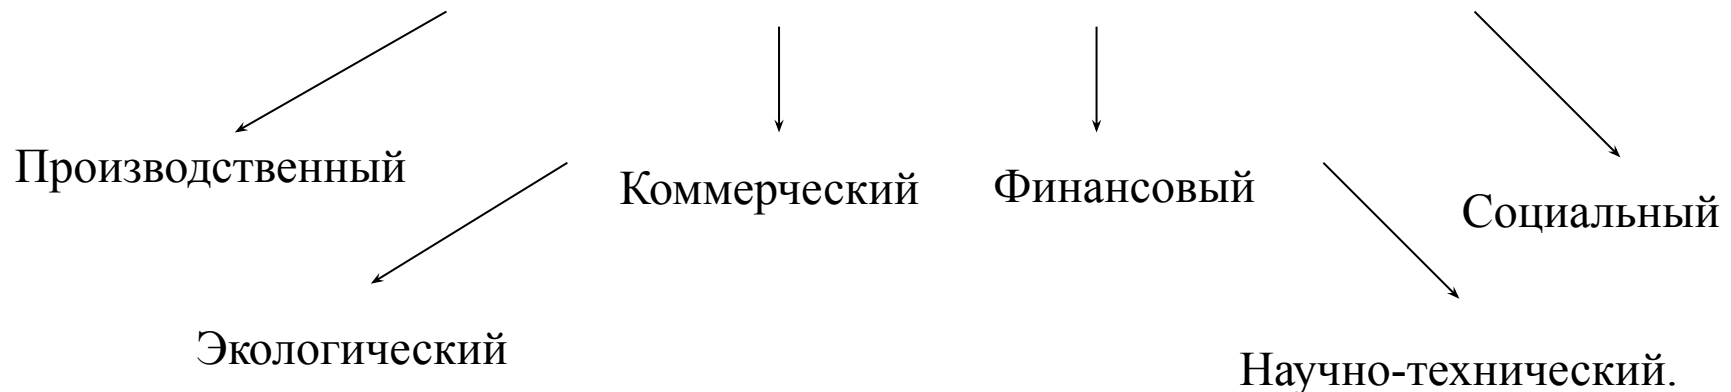 Производственный
Коммерческий
Финансовый
Социальный
Экологический
Научно-технический.